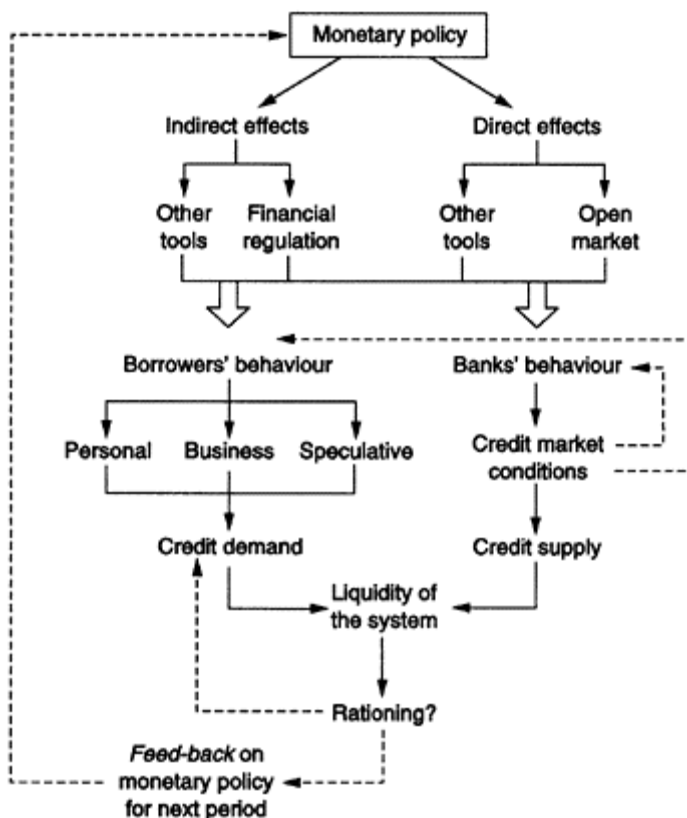 Monetary policy
Indirect effects
Direct effects
Other
tools
Financial
regulation
Other
tools
Open
market
Borrowers' behaviour
Banks' behaviour
Personal
Business
Speculative
Credit market
conditions
Credit demand
Credit supply
Liquidity of
the system
Rationing?
Feed-back on
monetary policy
for next period